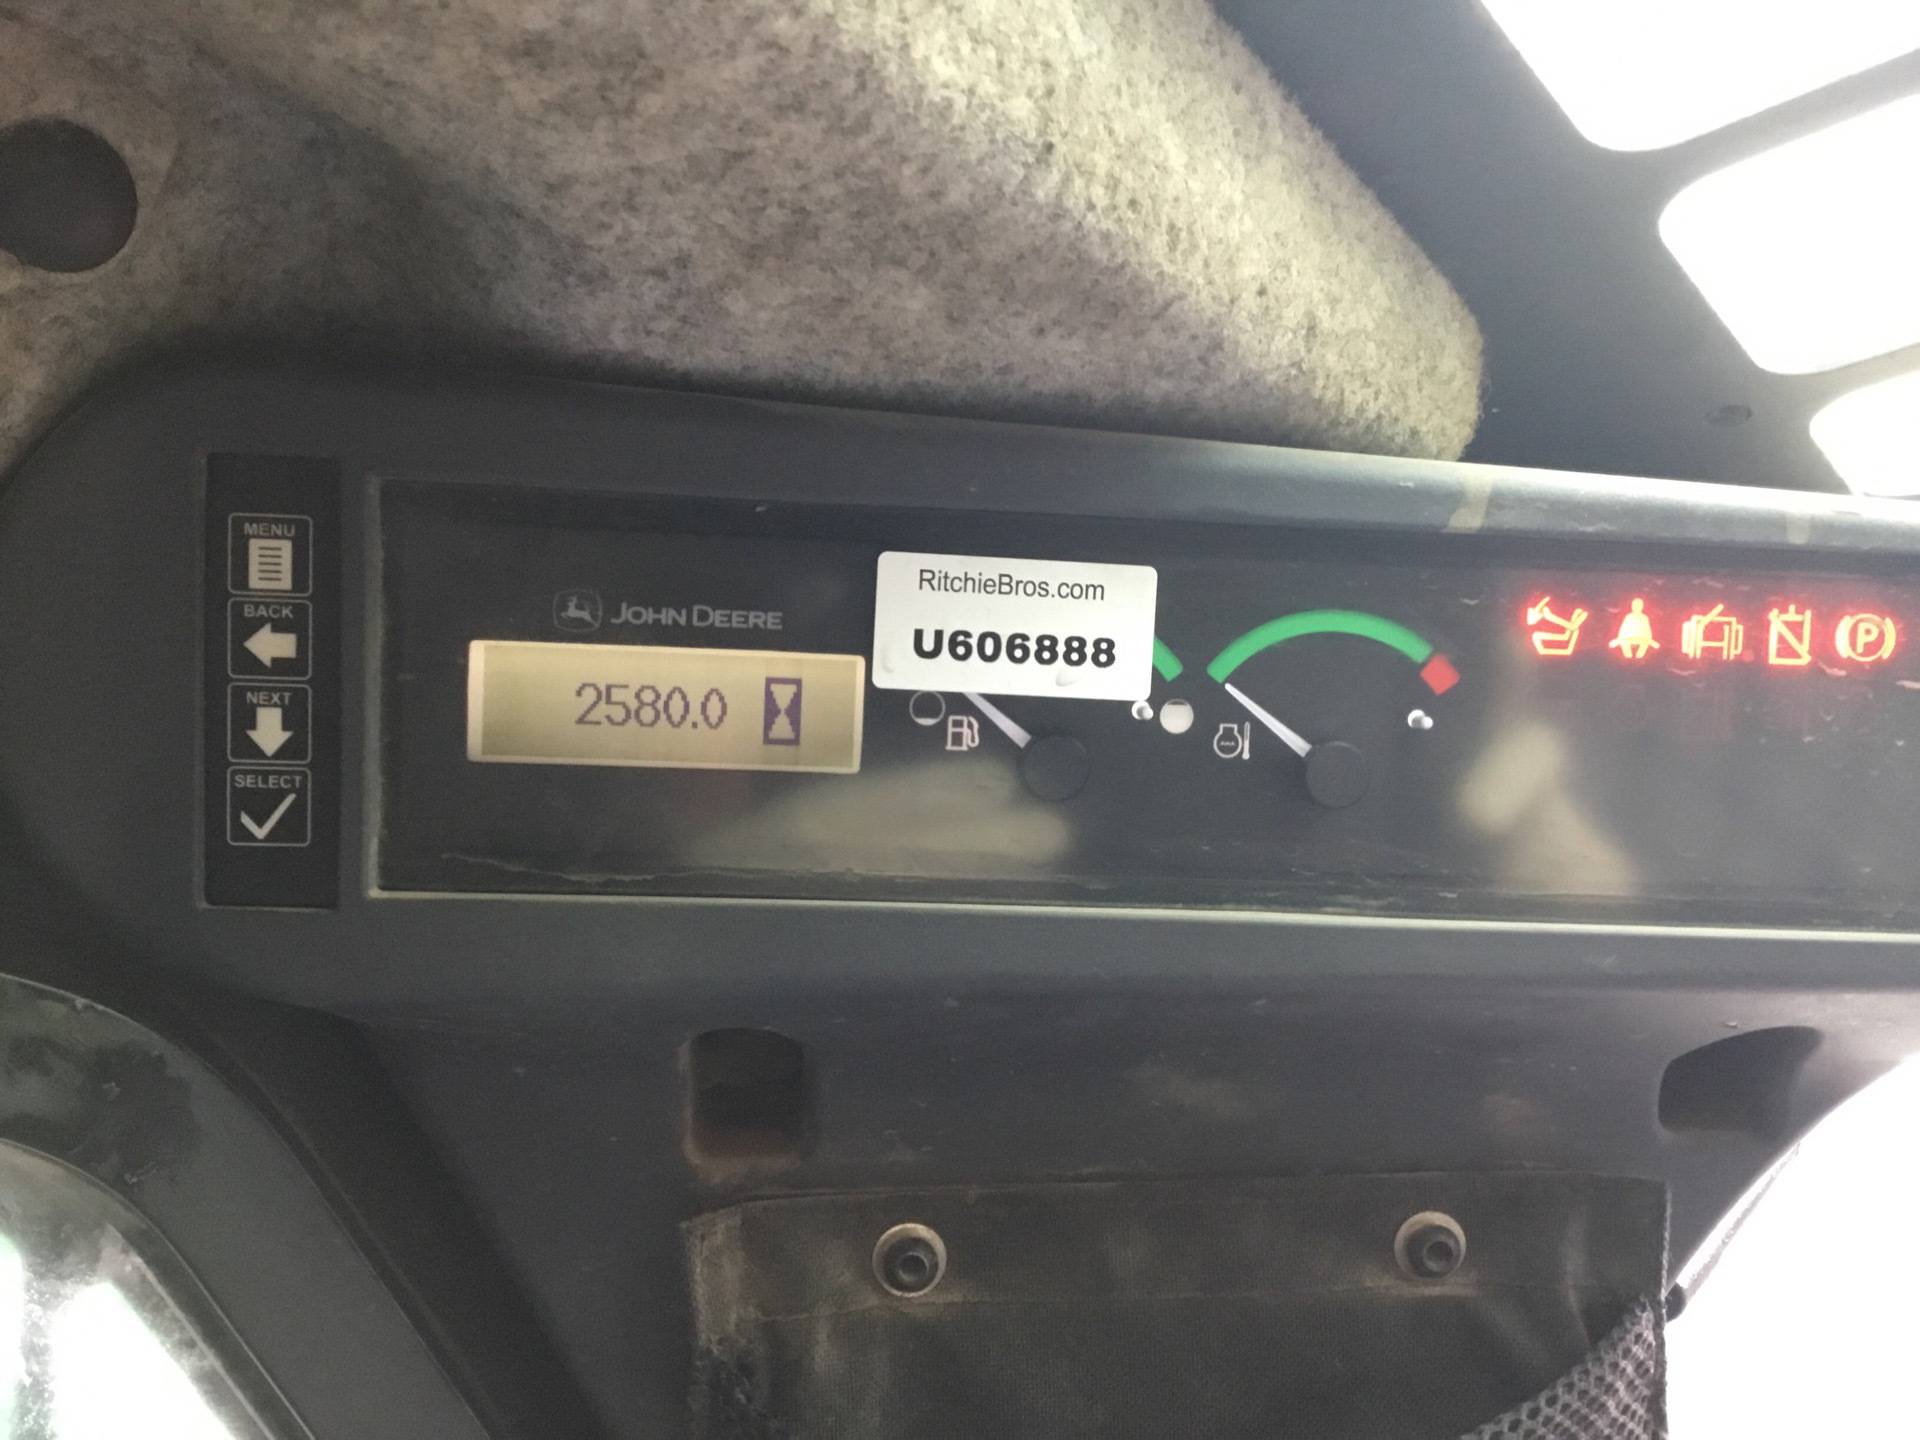 MENU
BACK
NEXT
SELECT
JOHN DEERE
2580.0
RitchieBros.com
U606888
P